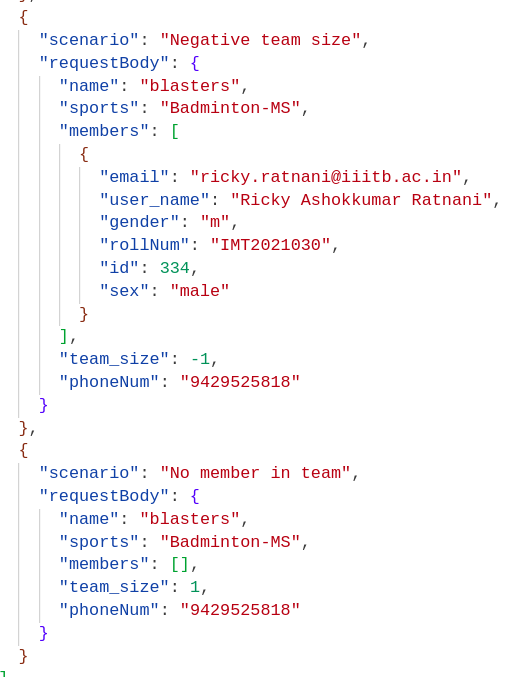 },
{
"scenario": "Negative team size",
"requestBody": {
"name": "blasters",
"sports": "Badminton-MS",
"members": [
{
"email": "ricky.ratnani@iiitb.ac.in",
"user_name": "Ricky Ashokkumar Ratnani",
"gender": "m",
"rollNum": "IMT2021030",
"id": 334,
"sex": "male"
}
],
"team_size": -1,
"phoneNum": "9429525818"
}
},
{
"scenario": "No member in team",
"requestBody": {
"name": "blasters",
"sports": "Badminton-MS",
"members": [],
"team_size": 1,
"phoneNum": "9429525818"
}
}
]